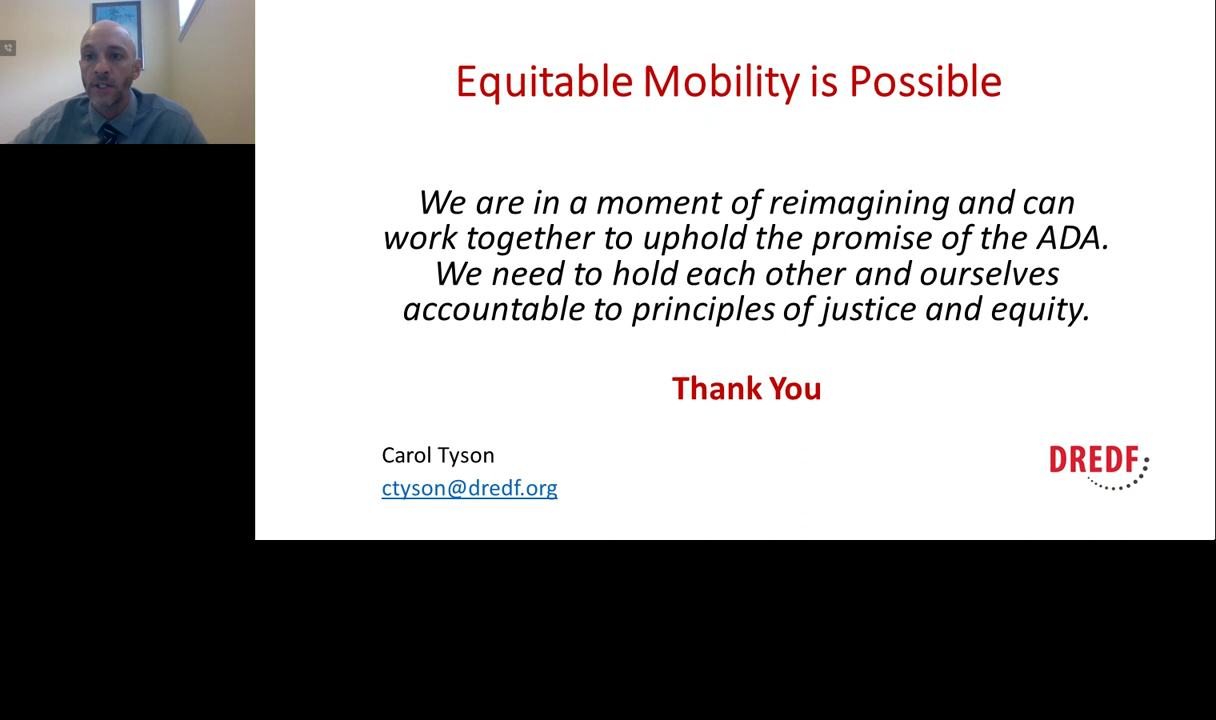 Equitable Mobility is Possible
We are in a moment of reimagining and can
work together to uphold the promise of the ADA.
We need to hold each other and ourselves
accountable to principles of justice and equity.
Thank You
Carol Tyson
ctyson@dredf.org
DREDF